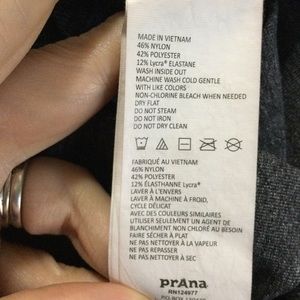 MADE IN VIETNAM
46% NYLON
42% POLYESTER
12% Lycra® ELASTANE
WASH INSIDE OUT
MACHINE WASH COLD GENTLE
WITH LIKE COLORS
NON-CHLORINE BLEACH WHEN NEEDED
DRY FLAT
DO NOT STEAM
DO NOT IRON
DO NOT DRY CLEAN
FABRIQUÉ AU VIETNAM
46% NYLON
42% POLYESTER
12% ÉLASTHANNE Lycra®
LAVER À L'ENVERS
LAVER À MACHINE À FROID,
CYCLE DÉLICAT
AVEC DES COULEURS SIMILAIRES
UTILISER SEULEMENT UN AGENT DE
BLANCHIMENT NON CHLORÉ AU BESOIN
FAIRE SÉCHER À PLAT
NE PAS NETTOYER À LA VAPEUR
NE PAS REPASSER
NE PAS NETTOYER À SEC
prAna
RN124977